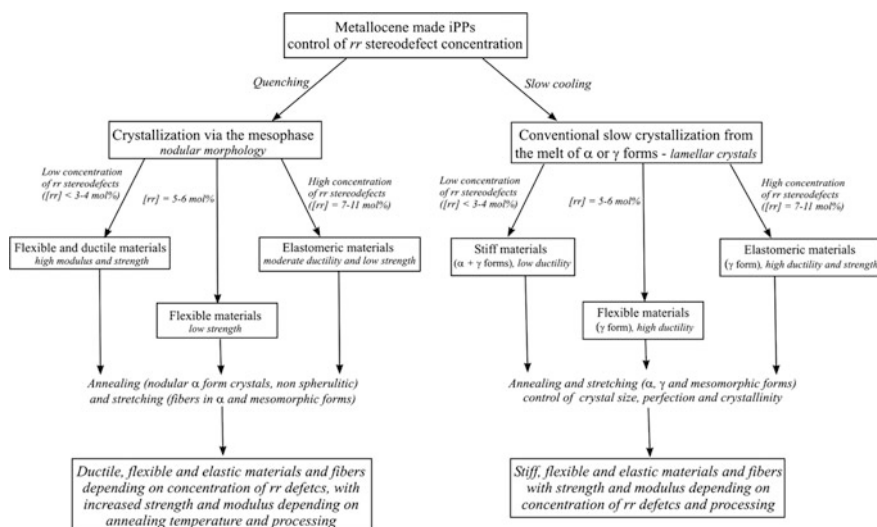 Metallocene made iPPs
control of rr stereodefect concentration
Quenching
Slow cooling
Crystallization via the mesophase
nodular morphology
Conventional slow crystallization from
the melt of α or γ forms - lamellar crystals
Low concentration
of rr stereodefects
([rr] < 3-4 mol%)
[rr] = 5-6 mol%
High concentration
of rr stereodefects
([rr] = 7-11 mol%)
Low concentration
of rr stereodefects
([rr] < 3-4 mol%)
[rr] = 5-6 mol%
High concentration
of rr stereodefects
([rr] = 7-11 mol%)
Flexible and ductile materials
high modulus and strength
Elastomeric materials
moderate ductility and low strength
Stiff materials
(α + γ forms), low ductility
Elastomeric materials
(γ form), high ductility and strength
Flexible materials
low strength
Flexible materials
(γ form), high ductility
Annealing (nodular α form crystals, non spherulitic)
and stretching (fibers in α and mesomorphic forms)
Annealing and stretching (α, γ and mesomorphic forms)
control of crystal size, perfection and crystallinity
Ductile, flexible and elastic materials and fibers
depending on concentration of rr defetcs, with
increased strength and modulus depending on
annealing temperature and processing
Stiff, flexible and elastic materials and fibers
with strength and modulus depending on
concentration of rr defetcs and processing